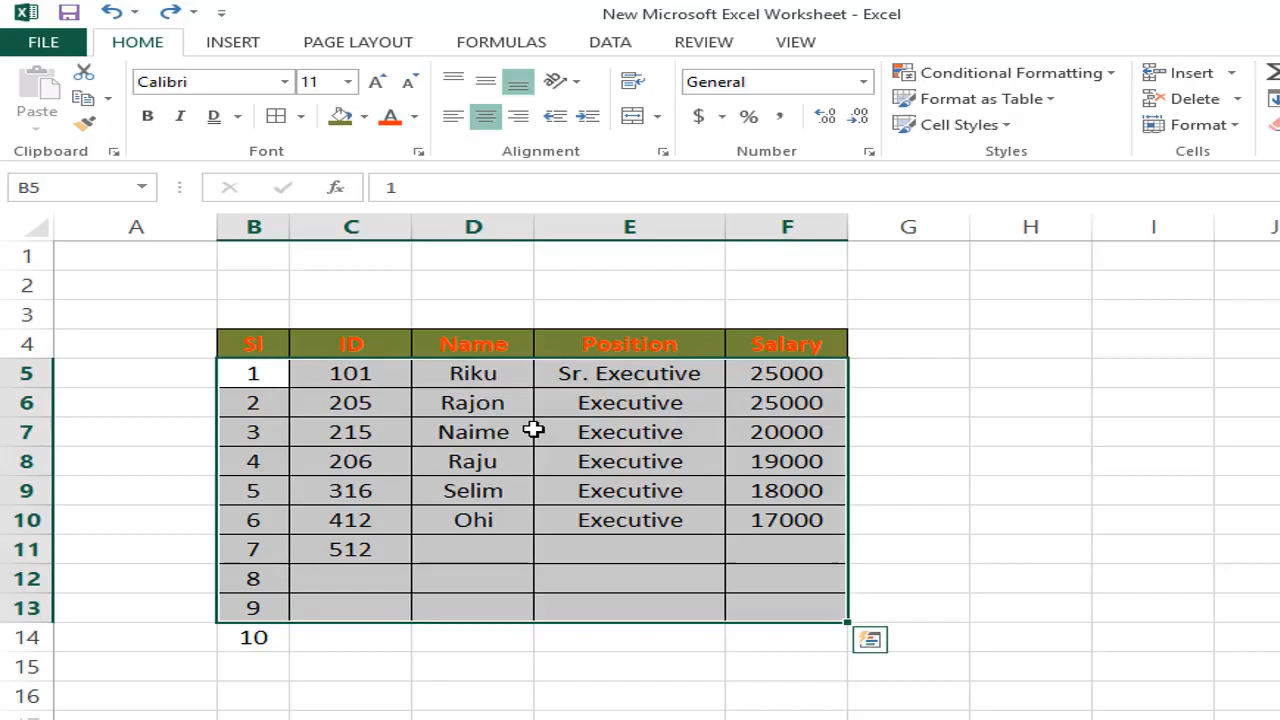 New Microsoft Excel Worksheet - Excel
FILE HOME INSERT PAGE LAYOUT FORMULAS DATA REVIEW VIEW
Calibri 11 General Conditional Formatting Insert
Paste B I D A $ % , Format as Table Delete
Cell Styles Format
Clipboard Font Alignment Number Styles Cells
B5 fx 1
A B C D E F G H I J
1
2
3
4 Sl ID Name Position Salary
5 1 101 Riku Sr. Executive 25000
6 2 205 Rajon Executive 25000
7 3 215 Naime Executive 20000
8 4 206 Raju Executive 19000
9 5 316 Selim Executive 18000
10 6 412 Ohi Executive 17000
11 7 512
12 8
13 9
14 10
15
16